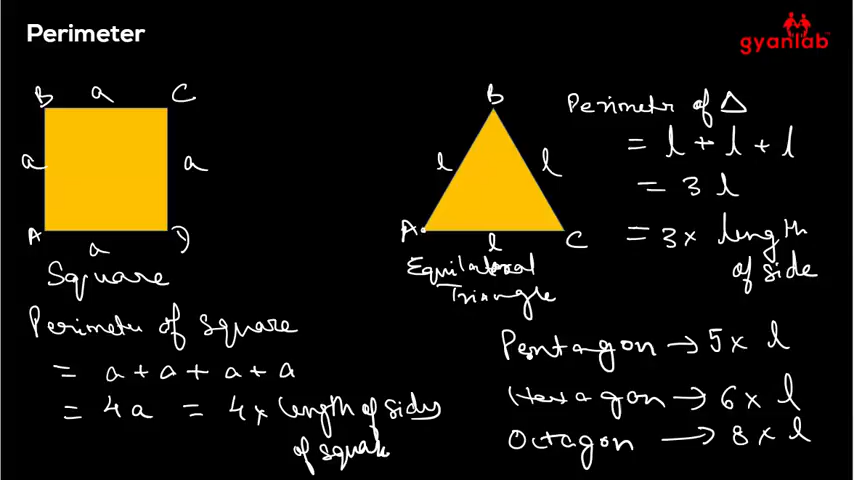 Perimeter
gyanlab
B a C
a a
A a D
Square
Perimeter of square
= a + a + a + a
= 4a = 4 × length of sides
of square
B
l l
A l C
Equilateral
Triangle
Perimeter of △
= l + l + l
= 3 l
= 3 × length
of side
Pentagon → 5 × l
Hexagon → 6 × l
Octagon → 8 × l